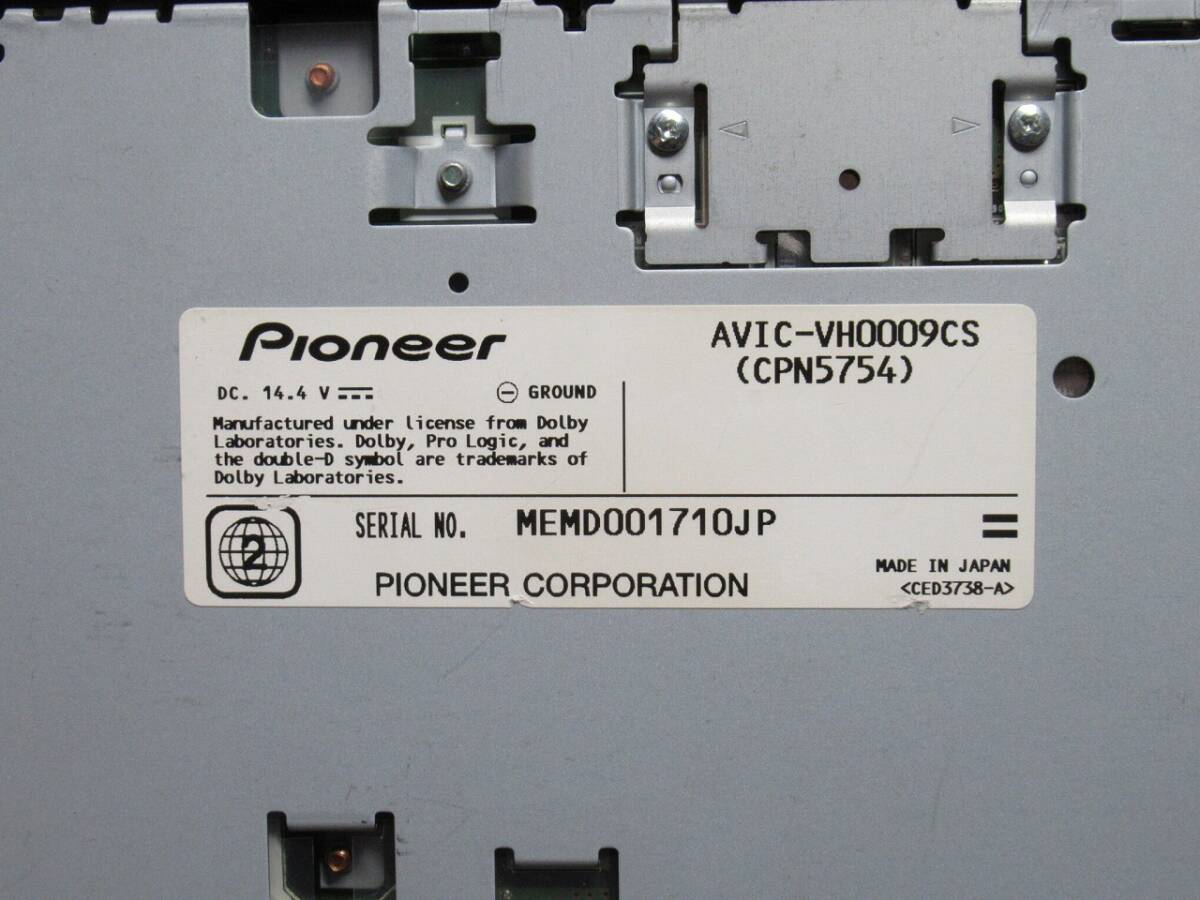 Pioneer
AVIC-VH0009CS
(CPN5754)
DC. 14.4 V
GROUND
Manufactured under license from Dolby
Laboratories. Dolby, Pro Logic, and
the double-D symbol are trademarks of
Dolby Laboratories.
2
SERIAL NO. MEMD001710JP
PIONEER CORPORATION
MADE IN JAPAN
<CED3738-A>